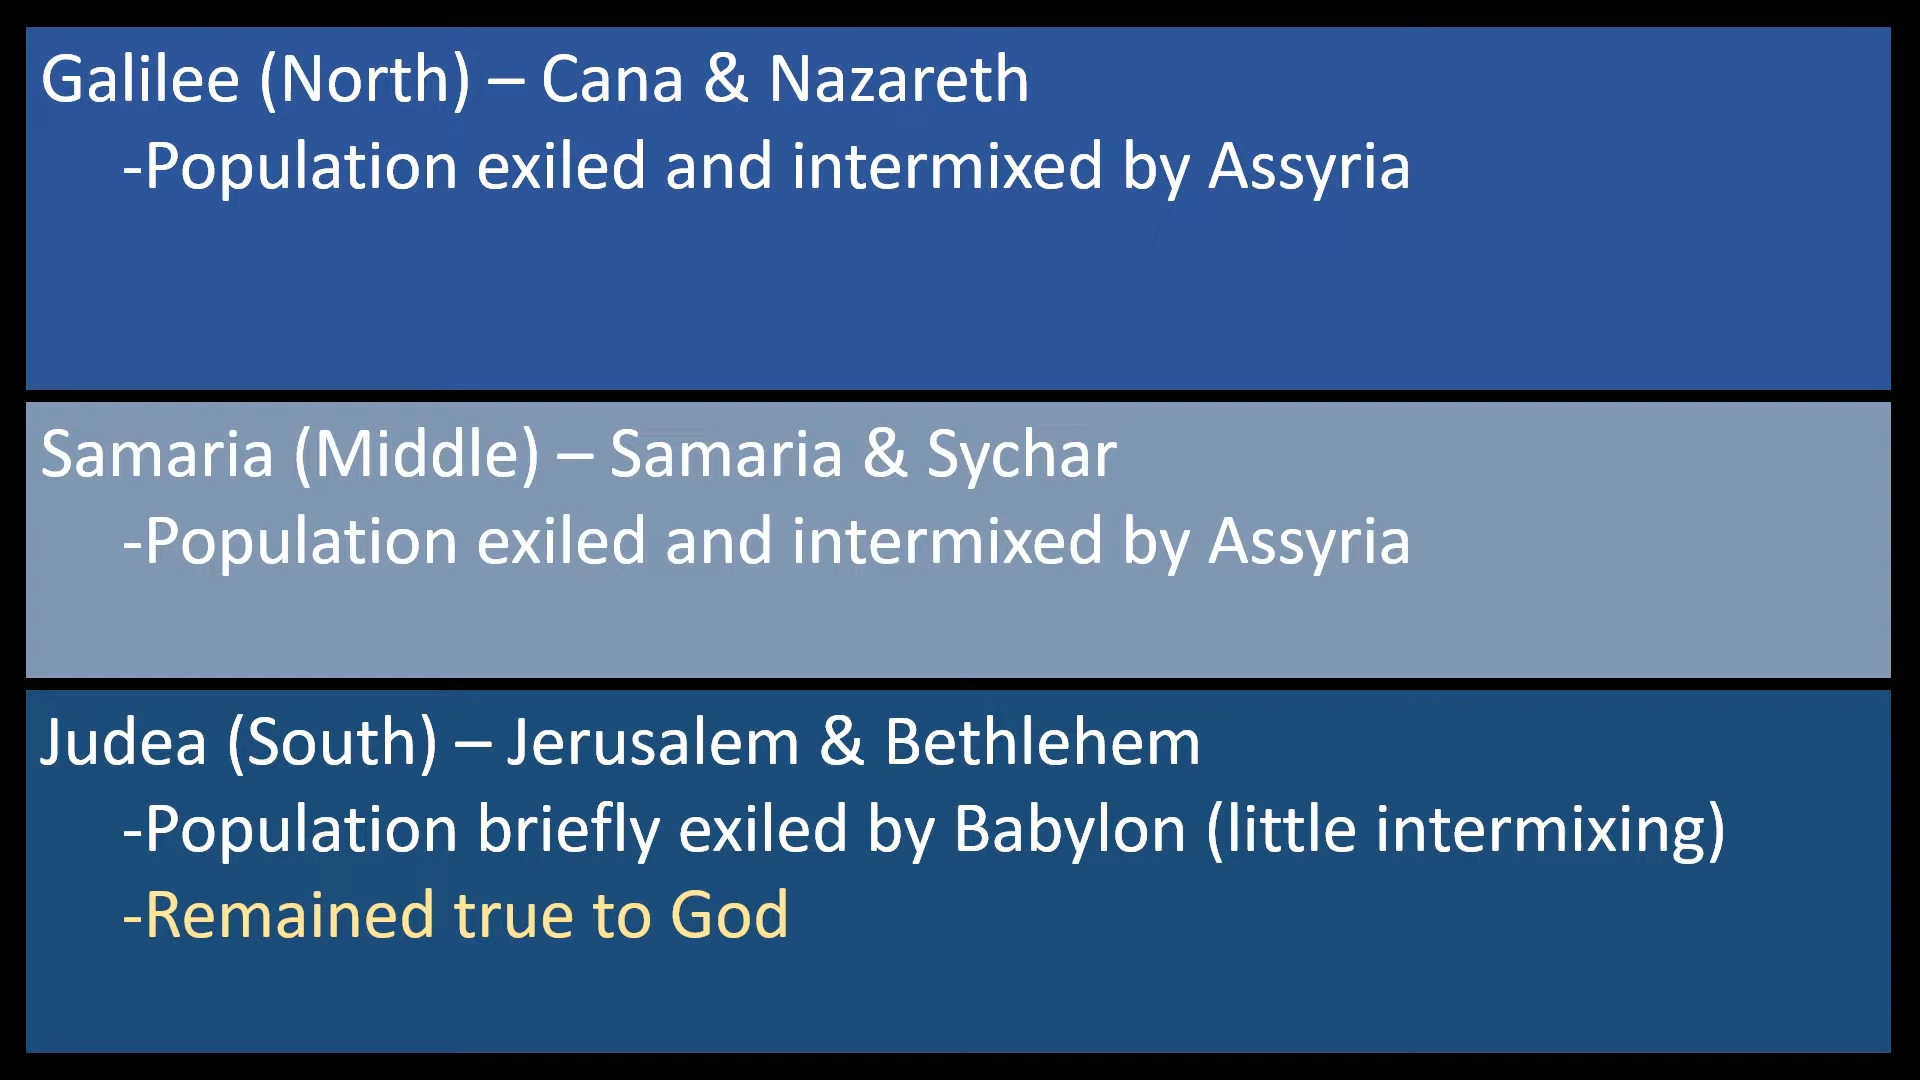 Galilee (North) – Cana & Nazareth
-Population exiled and intermixed by Assyria
Samaria (Middle) – Samaria & Sychar
-Population exiled and intermixed by Assyria
Judea (South) – Jerusalem & Bethlehem
-Population briefly exiled by Babylon (little intermixing)
-Remained true to God